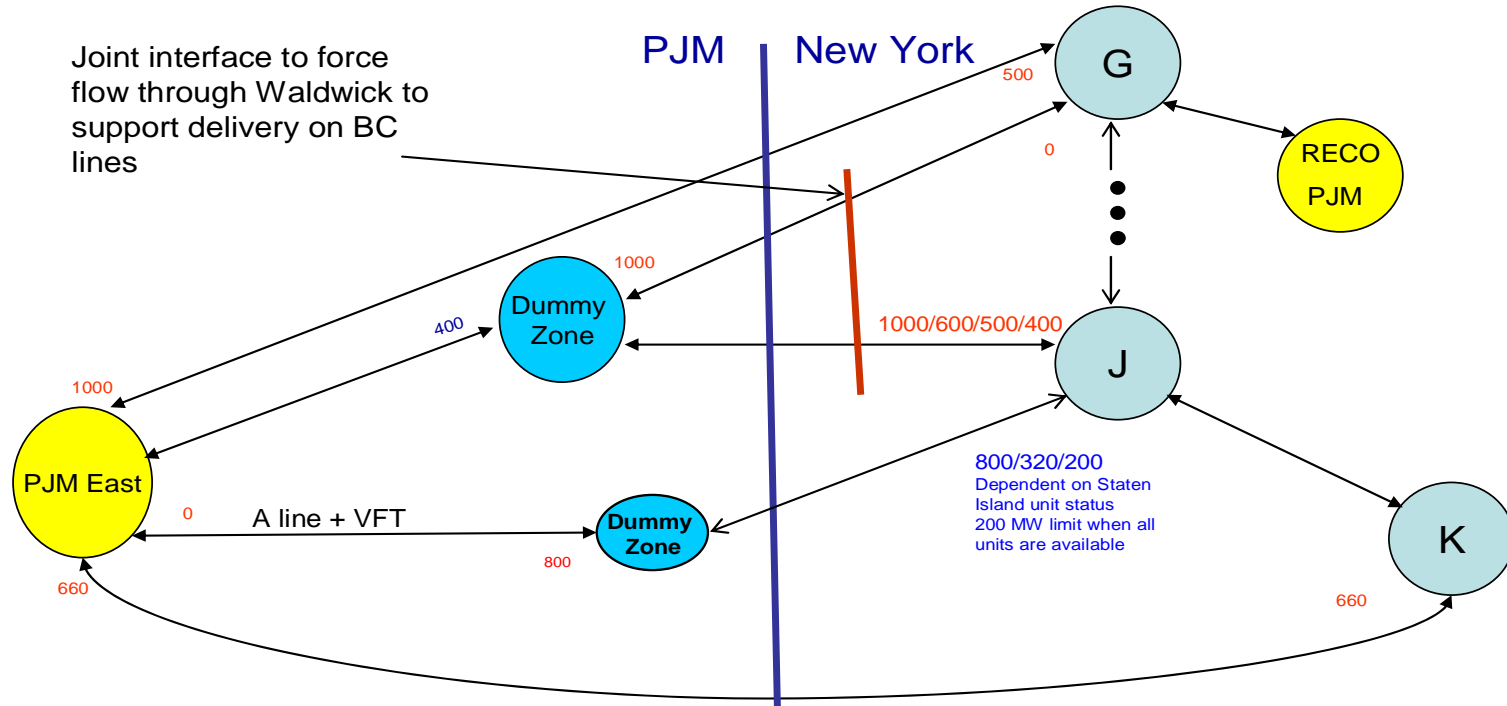 Joint interface to force
flow through Waldwick to
support delivery on BC
lines
PJM
New York
G
500
0
RECO
PJM
1000
Dummy
Zone
400
1000/600/500/400
J
1000
PJM East
800/320/200
Dependent on Staten
Island unit status
200 MW limit when all
units are available
0
A line + VFT
Dummy
Zone
800
K
660
660